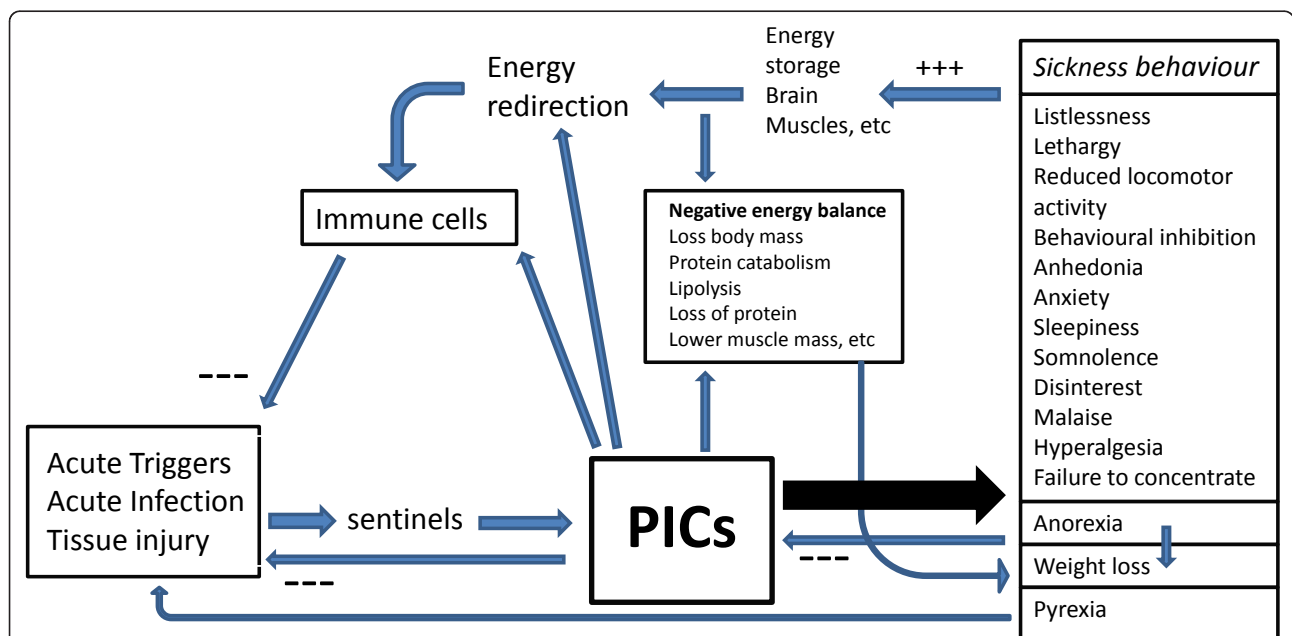 Energy
redirection
Energy
storage
Brain
Muscles, etc
+++
Sickness behaviour
Listlessness
Lethargy
Reduced locomotor
activity
Behavioural inhibition
Anhedonia
Anxiety
Sleepiness
Somnolence
Disinterest
Malaise
Hyperalgesia
Failure to concentrate
Anorexia
Weight loss
Pyrexia
Immune cells
Negative energy balance
Loss body mass
Protein catabolism
Lipolysis
Loss of protein
Lower muscle mass, etc
---
Acute Triggers
Acute Infection
Tissue injury
sentinels
PICs
---
---